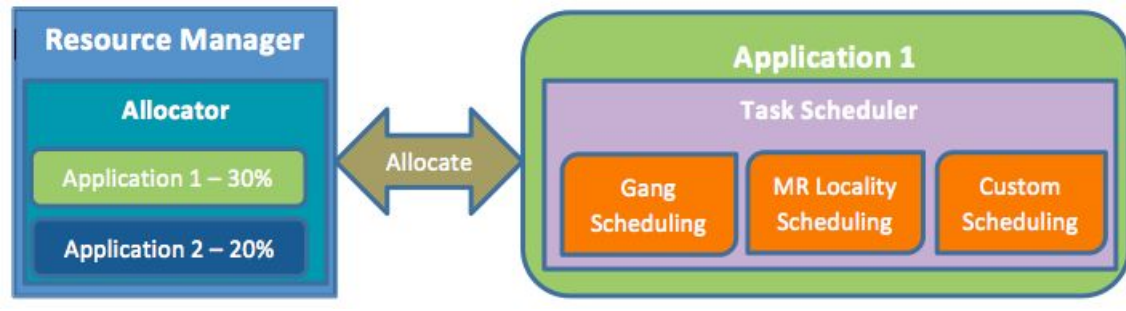 Resource Manager
Allocator
Application 1 – 30%
Application 2 – 20%
Allocate
Application 1
Task Scheduler
Gang
Scheduling
MR Locality
Scheduling
Custom
Scheduling